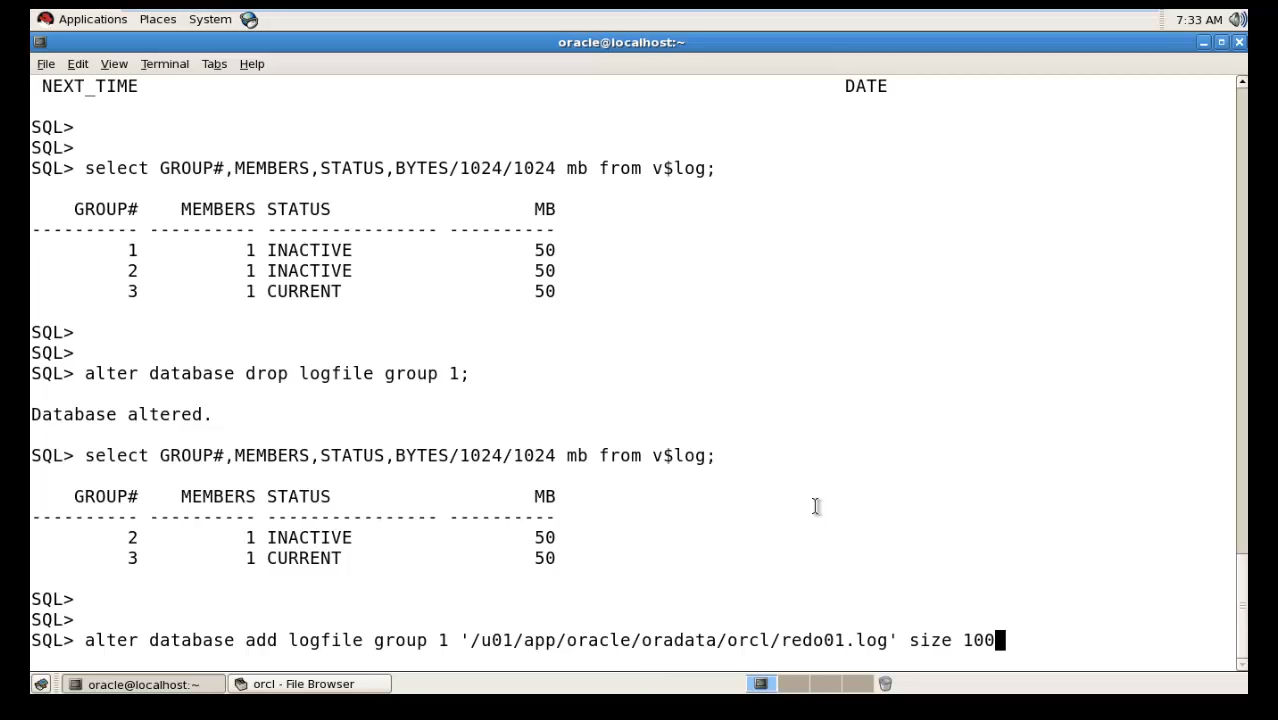 Applications Places System 7:33 AM
oracle@localhost:~
File Edit View Terminal Tabs Help
NEXT_TIME DATE
SQL>
SQL>
SQL> select GROUP#,MEMBERS,STATUS,BYTES/1024/1024 mb from v$log;
GROUP# MEMBERS STATUS MB
---------- ---------- ---------------- ----------
1 1 INACTIVE 50
2 1 INACTIVE 50
3 1 CURRENT 50
SQL>
SQL>
SQL> alter database drop logfile group 1;
Database altered.
SQL> select GROUP#,MEMBERS,STATUS,BYTES/1024/1024 mb from v$log;
GROUP# MEMBERS STATUS MB
---------- ---------- ---------------- ----------
2 1 INACTIVE 50
3 1 CURRENT 50
SQL>
SQL>
SQL> alter database add logfile group 1 '/u01/app/oracle/oradata/orcl/redo01.log' size 100
oracle@localhost:~ orcl - File Browser